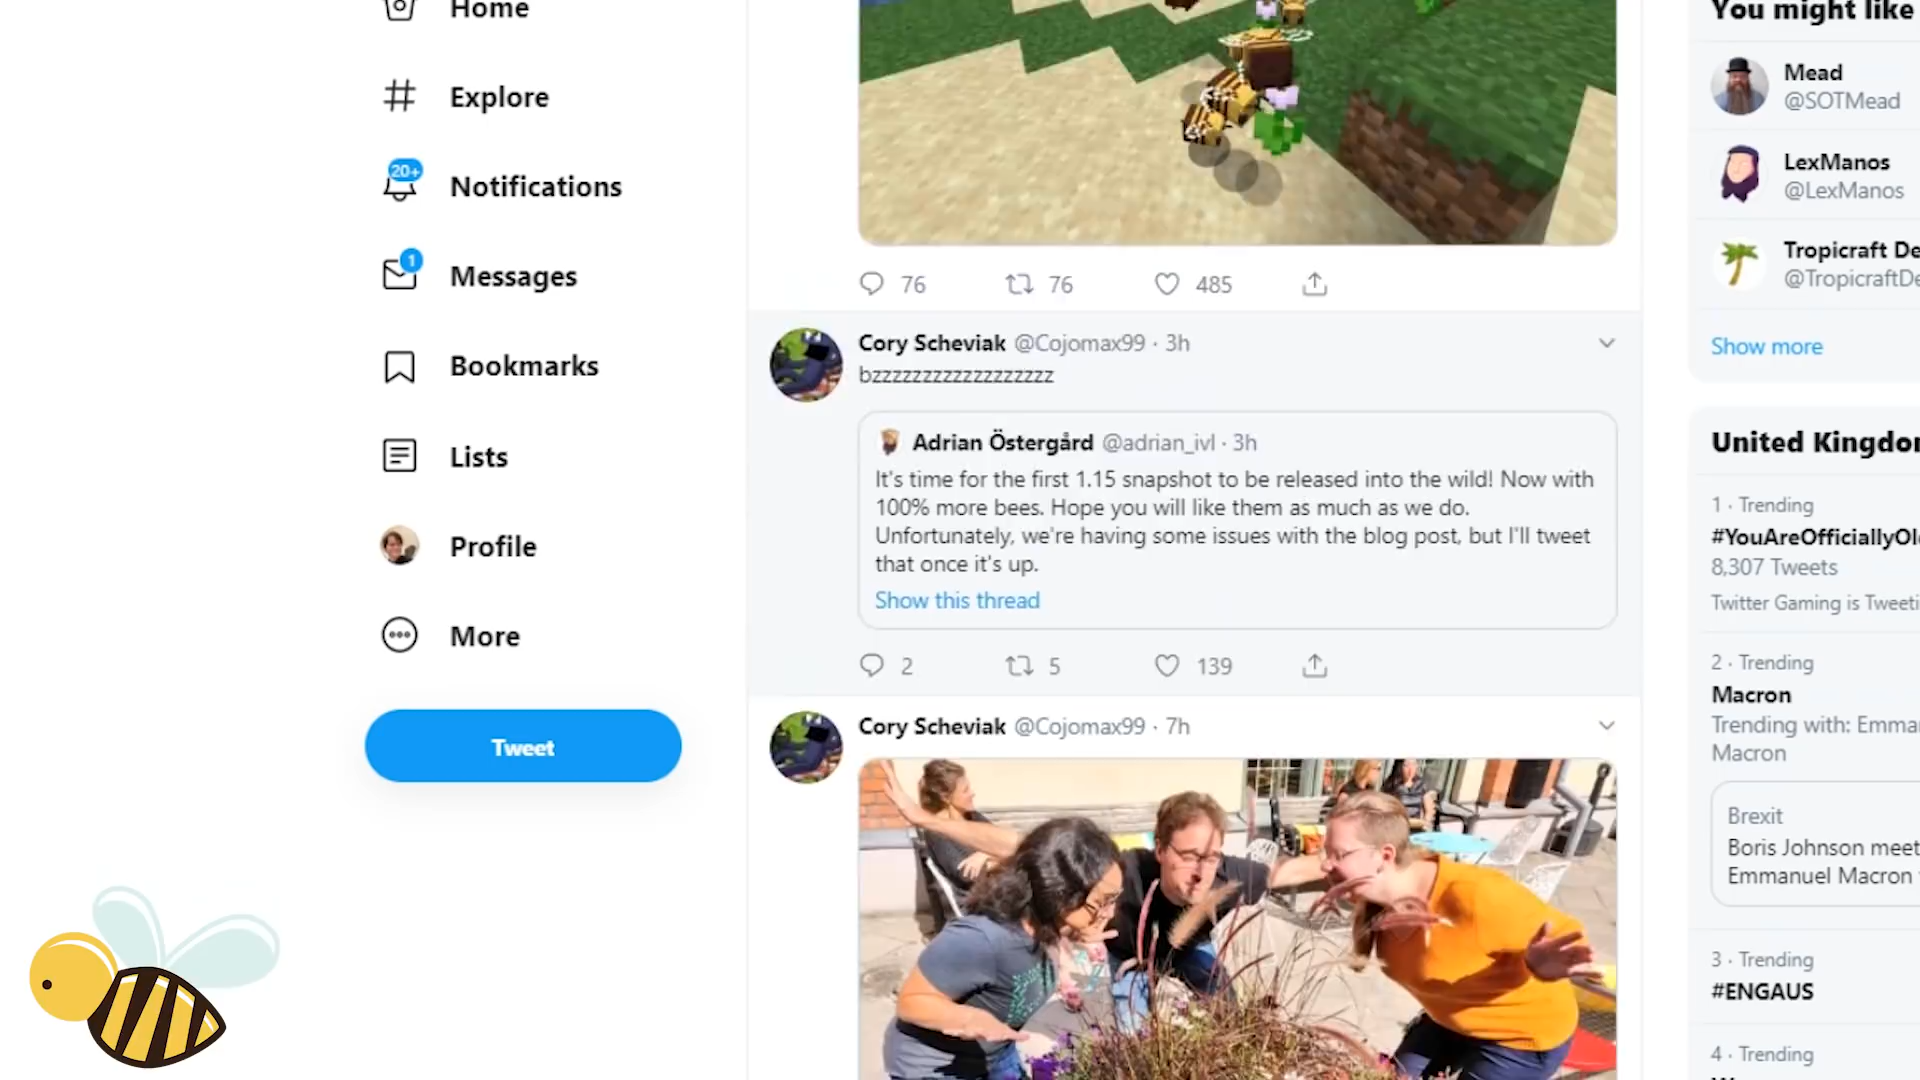 Home
Explore
20+
Notifications
1
Messages
Bookmarks
Lists
Profile
More
Tweet
76 76 485
Cory Scheviak @Cojomax99 · 3h
bzzzzzzzzzzzzzzzzzzz
Adrian Östergård @adrian_ivl · 3h
It's time for the first 1.15 snapshot to be released into the wild! Now with
100% more bees. Hope you will like them as much as we do.
Unfortunately, we're having some issues with the blog post, but I'll tweet
that once it's up.
Show this thread
2 5 139
Cory Scheviak @Cojomax99 · 7h
You might like
Mead
@SOTMead
LexManos
@LexManos
Tropicraft De
@TropicraftDe
Show more
United Kingdom
1 · Trending
#YouAreOfficiallyOl
8,307 Tweets
Twitter Gaming is Tweeti
2 · Trending
Macron
Trending with: Emma
Macron
Brexit
Boris Johnson meet
Emmanuel Macron
3 · Trending
#ENGAUS
4 · Trending